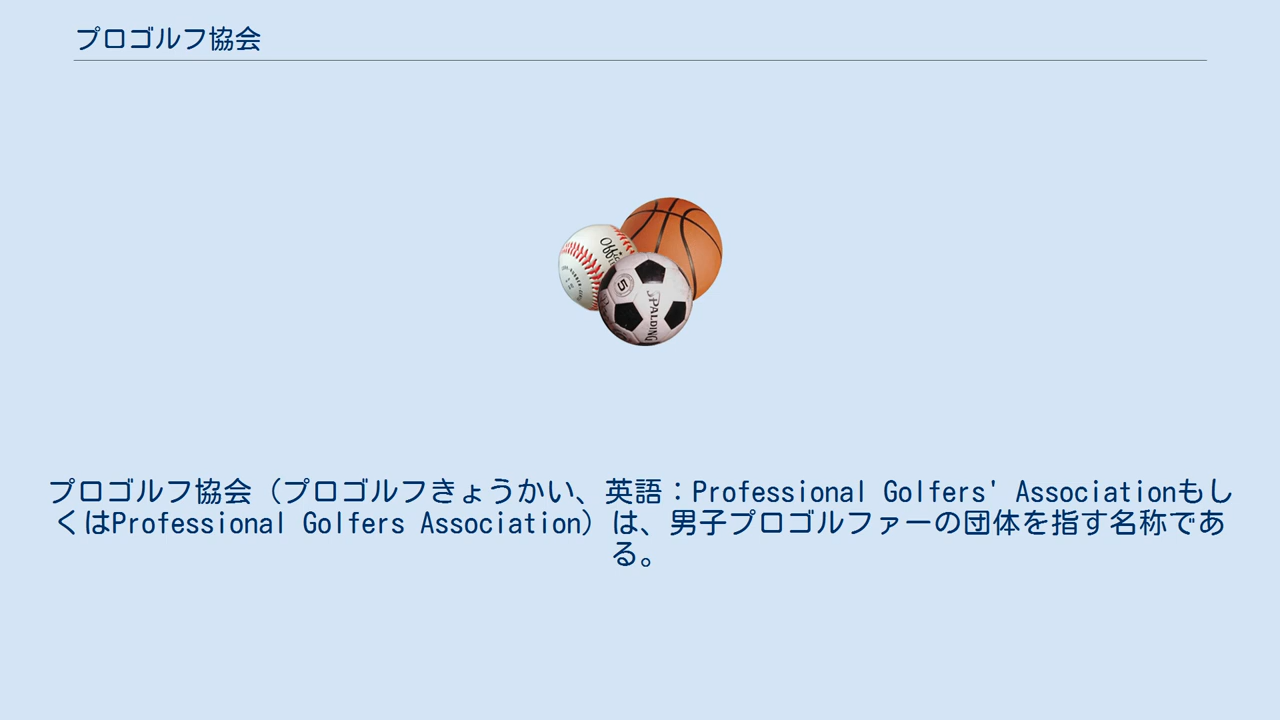 プロゴルフ協会
Offic
5
SPALDING
プロゴルフ協会（プロゴルフきょうかい、英語：Professional Golfers' Associationもし
くはProfessional Golfers Association）は、男子プロゴルファーの団体を指す名称であ
る。